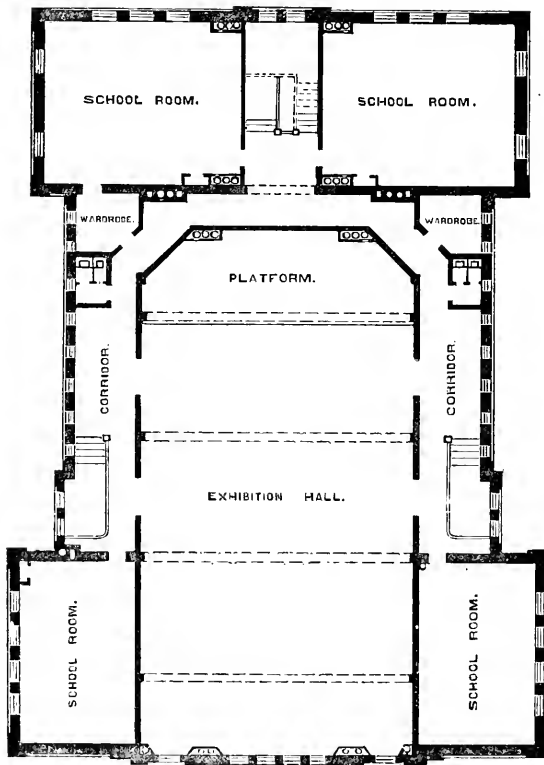 SCHOOL ROOM.
SCHOOL ROOM.
WARDROBE.
WARDROBE.
PLATFORM.
CORRIDOR.
CORRIDOR.
EXHIBITION HALL.
SCHOOL ROOM.
SCHOOL ROOM.